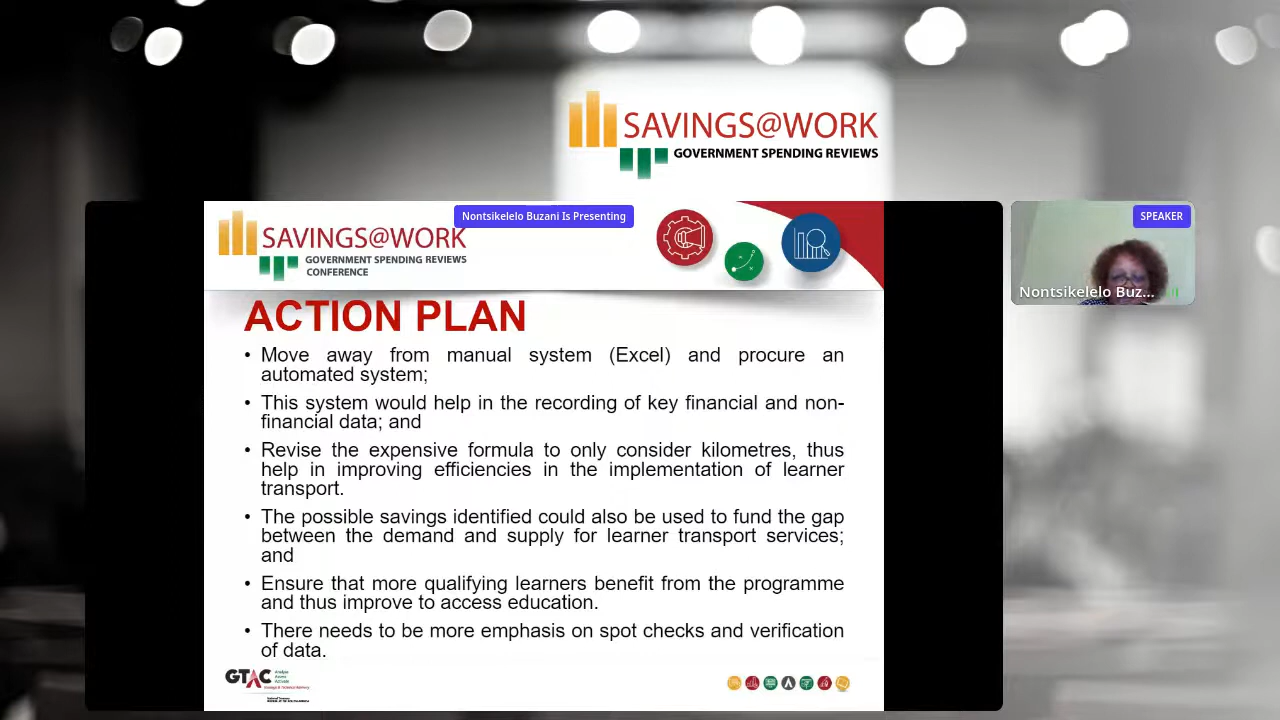 SAVINGS@WORK
GOVERNMENT SPENDING REVIEWS
Nontsikelelo Buzani Is Presenting
SPEAKER
Nontsikelelo Buz...
SAVINGS@WORK
GOVERNMENT SPENDING REVIEWS
CONFERENCE
ACTION PLAN
• Move away from manual system (Excel) and procure an
automated system;
• This system would help in the recording of key financial and non-
financial data; and
• Revise the expensive formula to only consider kilometres, thus
help in improving efficiencies in the implementation of learner
transport.
• The possible savings identified could also be used to fund the gap
between the demand and supply for learner transport services;
and
• Ensure that more qualifying learners benefit from the programme
and thus improve to access education.
• There needs to be more emphasis on spot checks and verification
of data.
GTAC